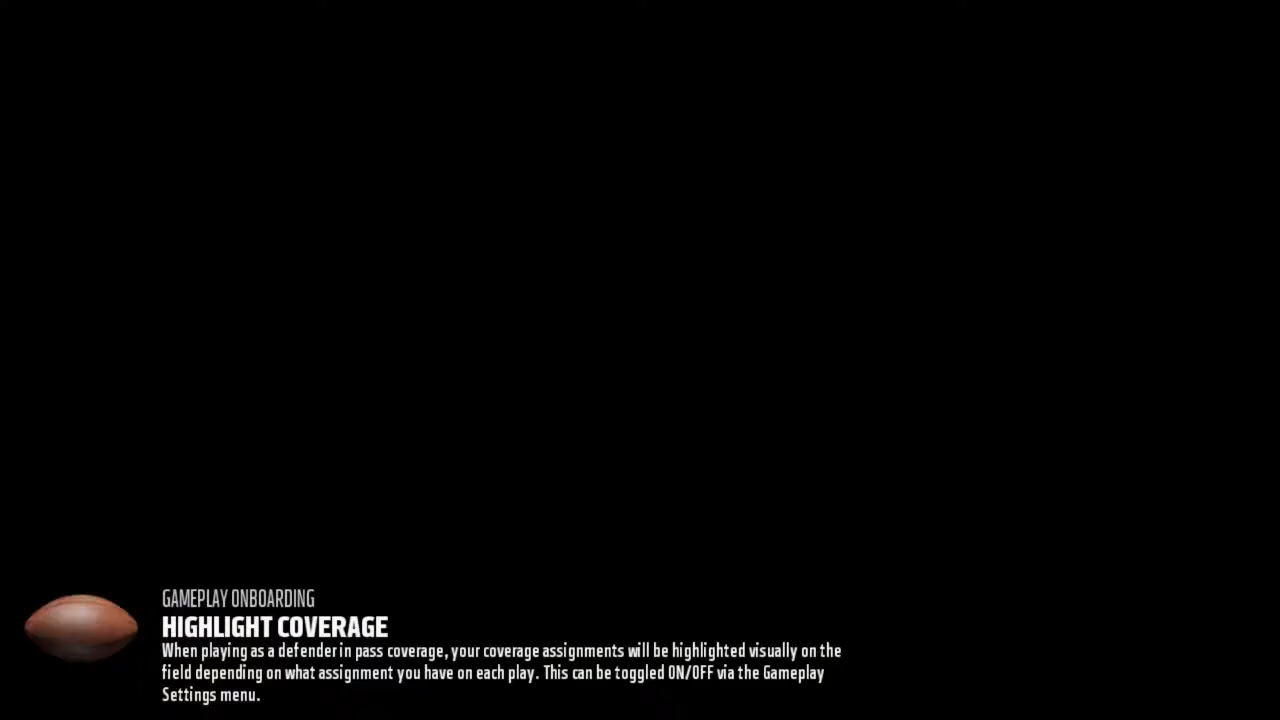 GAMEPLAY ONBOARDING
HIGHLIGHT COVERAGE
When playing as a defender in pass coverage, your coverage assignments will be highlighted visually on the
field depending on what assignment you have on each play. This can be toggled ON/OFF via the Gameplay
Settings menu.